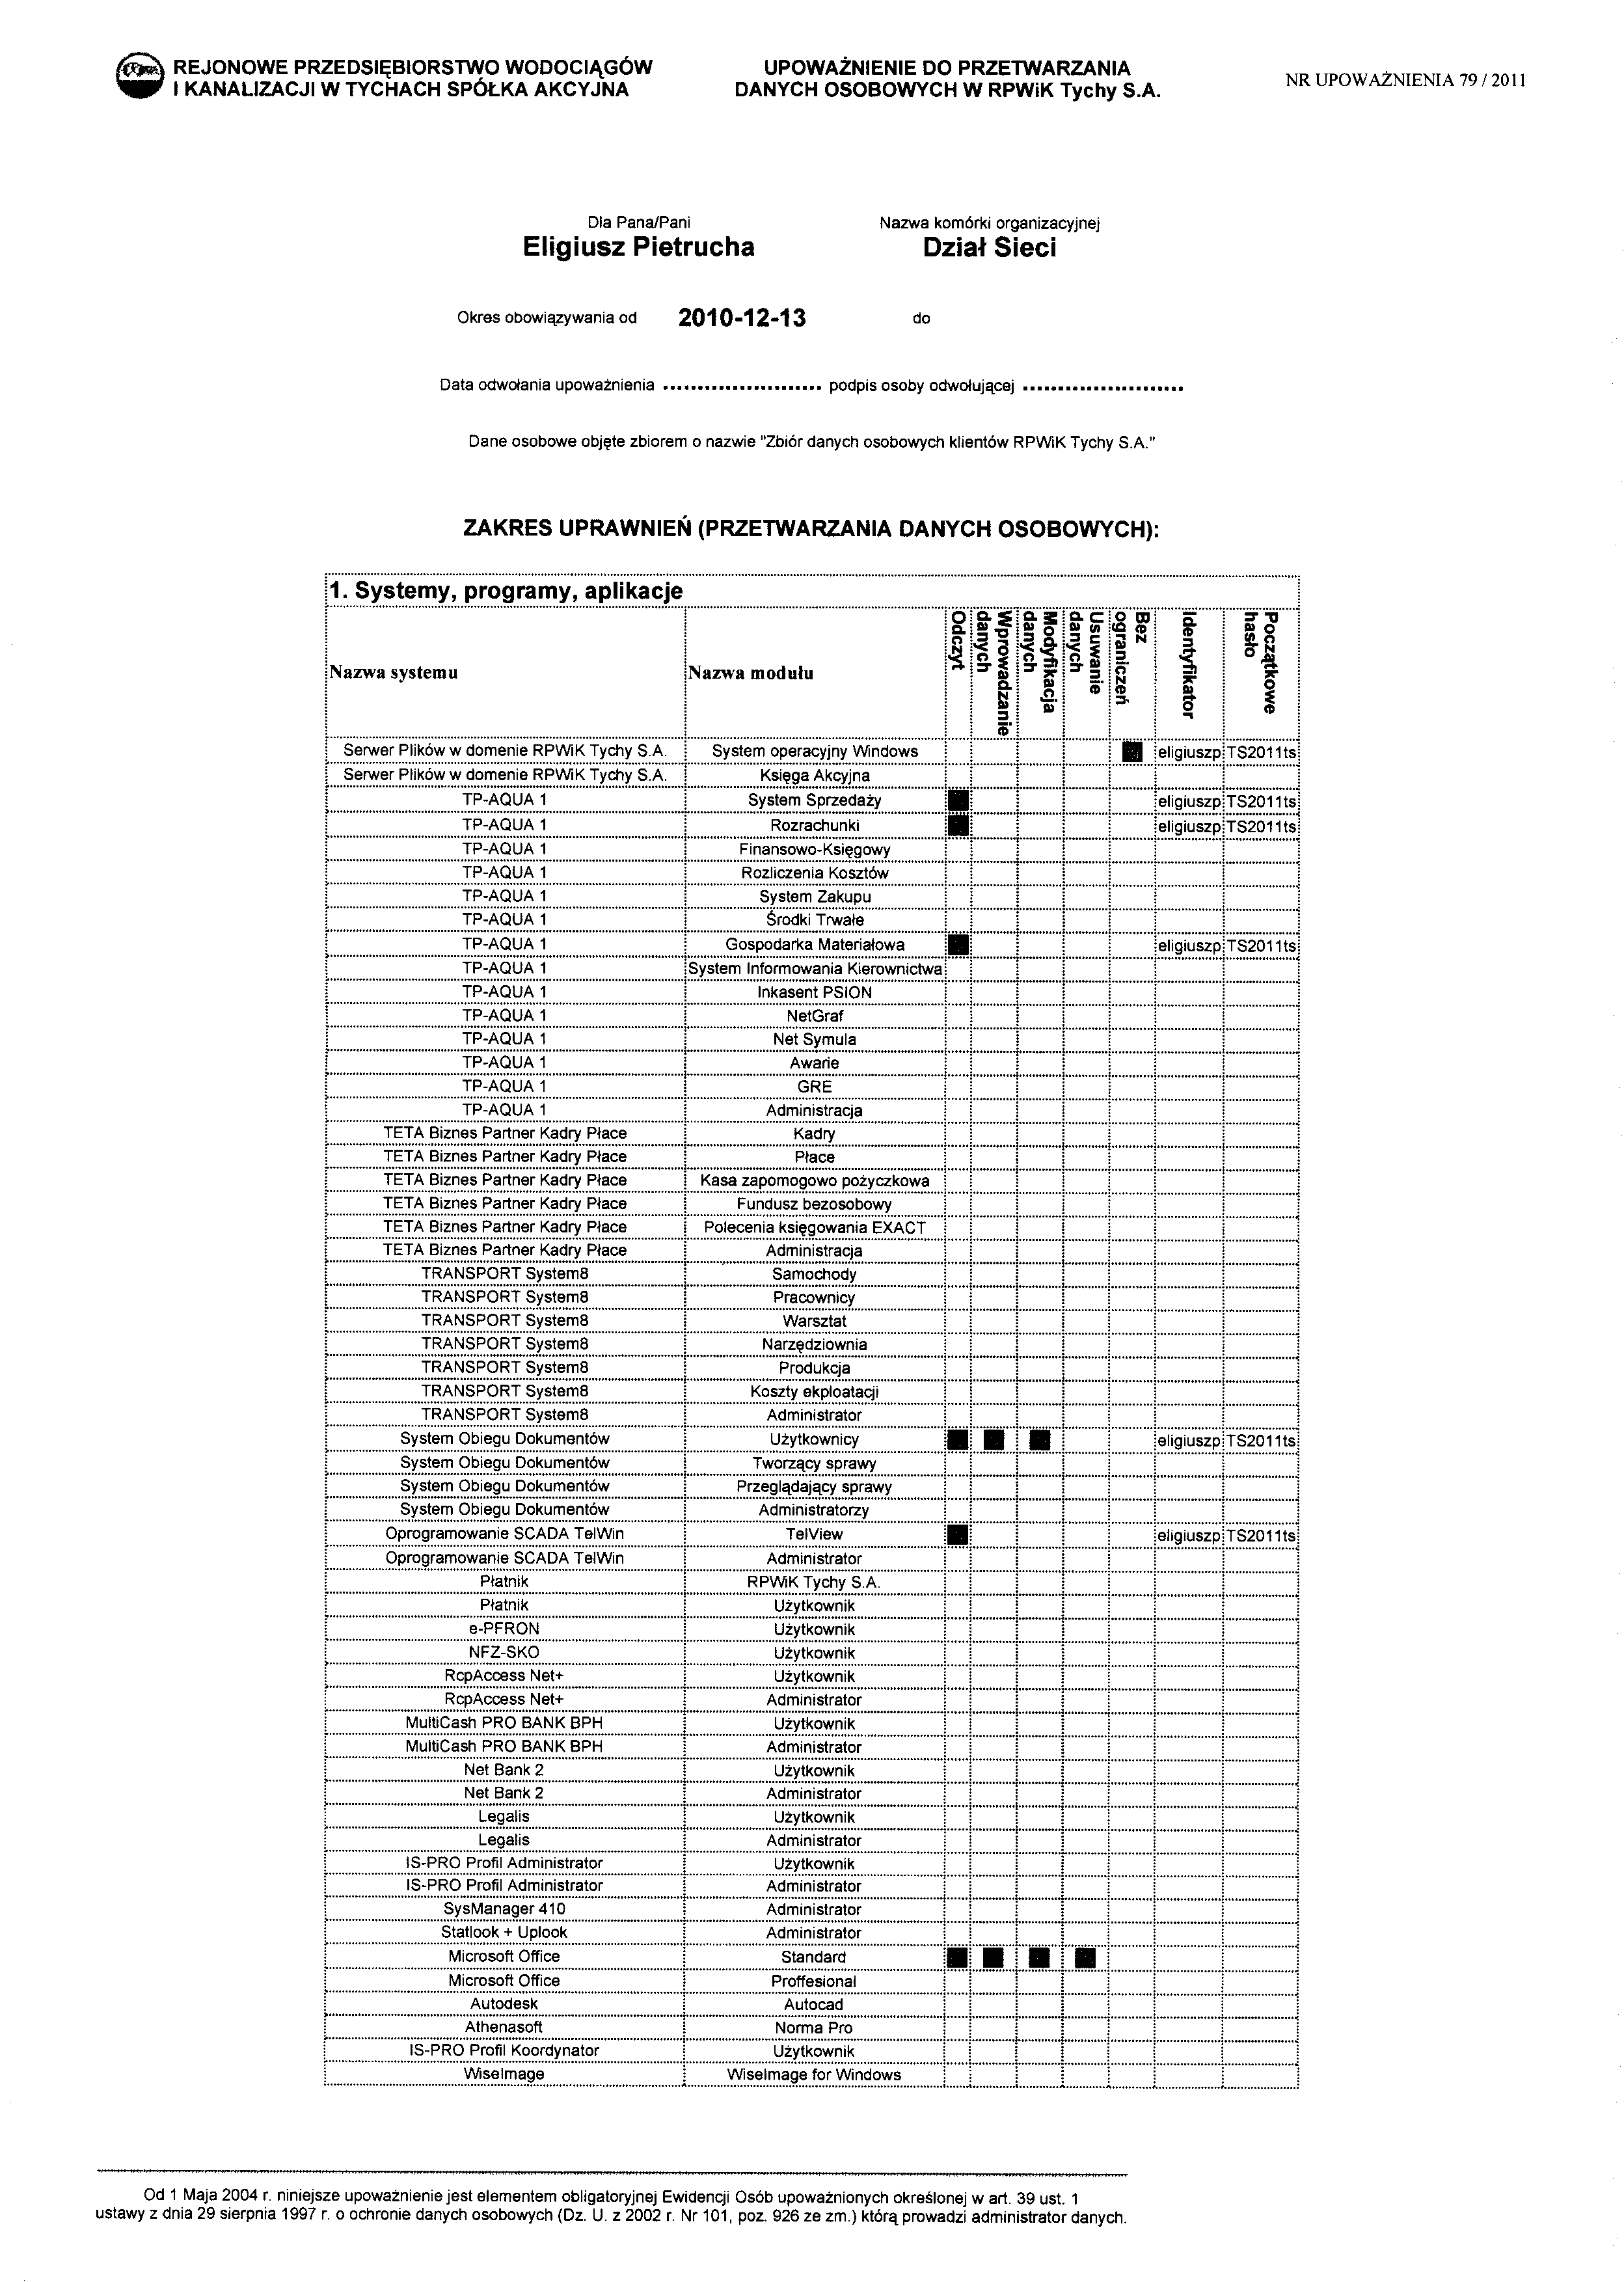 REJONOWE PRZEDSIĘBIORSTWO WODOCIĄGÓW
I KANALIZACJI W TYCHACH SPÓŁKA AKCYJNA
UPOWAŻNIENIE DO PRZETWARZANIA
DANYCH OSOBOWYCH W RPWiK Tychy S.A.
NR UPOWAŻNIENIA 79 / 2011
Dla Pana/Pani
Eligiusz Pietrucha
Nazwa komórki organizacyjnej
Dział Sieci
Okres obowiązywania od 2010-12-13 do
Data odwołania upoważnienia ....................... podpis osoby odwołującej .......................
Dane osobowe objęte zbiorem o nazwie "Zbiór danych osobowych klientów RPWiK Tychy S.A."
ZAKRES UPRAWNIEŃ (PRZETWARZANIA DANYCH OSOBOWYCH):
1. Systemy, programy, aplikacje
Nazwa systemu
Nazwa modułu
Odczyt
Wprowadzanie
danych
Modyfikacja
danych
Usuwanie
danych
Bez
ograniczeń
Identyfikator
Początkowe
hasło
Serwer Plików w domenie RPWiK Tychy S.A. System operacyjny Windows eligiuszp TS2011ts
Serwer Plików w domenie RPWiK Tychy S.A. Księga Akcyjna
TP-AQUA 1 System Sprzedaży eligiuszp TS2011ts
TP-AQUA 1 Rozrachunki eligiuszp TS2011ts
TP-AQUA 1 Finansowo-Księgowy
TP-AQUA 1 Rozliczenia Kosztów
TP-AQUA 1 System Zakupu
TP-AQUA 1 Środki Trwałe
TP-AQUA 1 Gospodarka Materiałowa eligiuszp TS2011ts
TP-AQUA 1 System Informowania Kierownictwa
TP-AQUA 1 Inkasent PSION
TP-AQUA 1 NetGraf
TP-AQUA 1 Net Symula
TP-AQUA 1 Awarie
TP-AQUA 1 GRE
TP-AQUA 1 Administracja
TETA Biznes Partner Kadry Płace Kadry
TETA Biznes Partner Kadry Płace Płace
TETA Biznes Partner Kadry Płace Kasa zapomogowo pożyczkowa
TETA Biznes Partner Kadry Płace Fundusz bezosobowy
TETA Biznes Partner Kadry Płace Polecenia księgowania EXACT
TETA Biznes Partner Kadry Płace Administracja
TRANSPORT System8 Samochody
TRANSPORT System8 Pracownicy
TRANSPORT System8 Warsztat
TRANSPORT System8 Narzędziownia
TRANSPORT System8 Produkcja
TRANSPORT System8 Koszty ekploatacji
TRANSPORT System8 Administrator
System Obiegu Dokumentów Użytkownicy eligiuszp TS2011ts
System Obiegu Dokumentów Tworzący sprawy
System Obiegu Dokumentów Przeglądający sprawy
System Obiegu Dokumentów Administratorzy
Oprogramowanie SCADA TelWin TelView eligiuszp TS2011ts
Oprogramowanie SCADA TelWin Administrator
Płatnik RPWiK Tychy S.A.
Płatnik Użytkownik
e-PFRON Użytkownik
NFZ-SKO Użytkownik
RcpAccess Net+ Użytkownik
RcpAccess Net+ Administrator
MultiCash PRO BANK BPH Użytkownik
MultiCash PRO BANK BPH Administrator
Net Bank 2 Użytkownik
Net Bank 2 Administrator
Legalis Użytkownik
Legalis Administrator
IS-PRO Profil Administrator Użytkownik
IS-PRO Profil Administrator Administrator
SysManager 410 Administrator
Statlook + Uplook Administrator
Microsoft Office Standard
Microsoft Office Proffesional
Autodesk Autocad
Athenasoft Norma Pro
IS-PRO Profil Koordynator Użytkownik
WiseImage WiseImage for Windows
Od 1 Maja 2004 r. niniejsze upoważnienie jest elementem obligatoryjnej Ewidencji Osób upoważnionych określonej w art. 39 ust. 1
ustawy z dnia 29 sierpnia 1997 r. o ochronie danych osobowych (Dz. U. z 2002 r. Nr 101, poz. 926 ze zm.) którą prowadzi administrator danych.